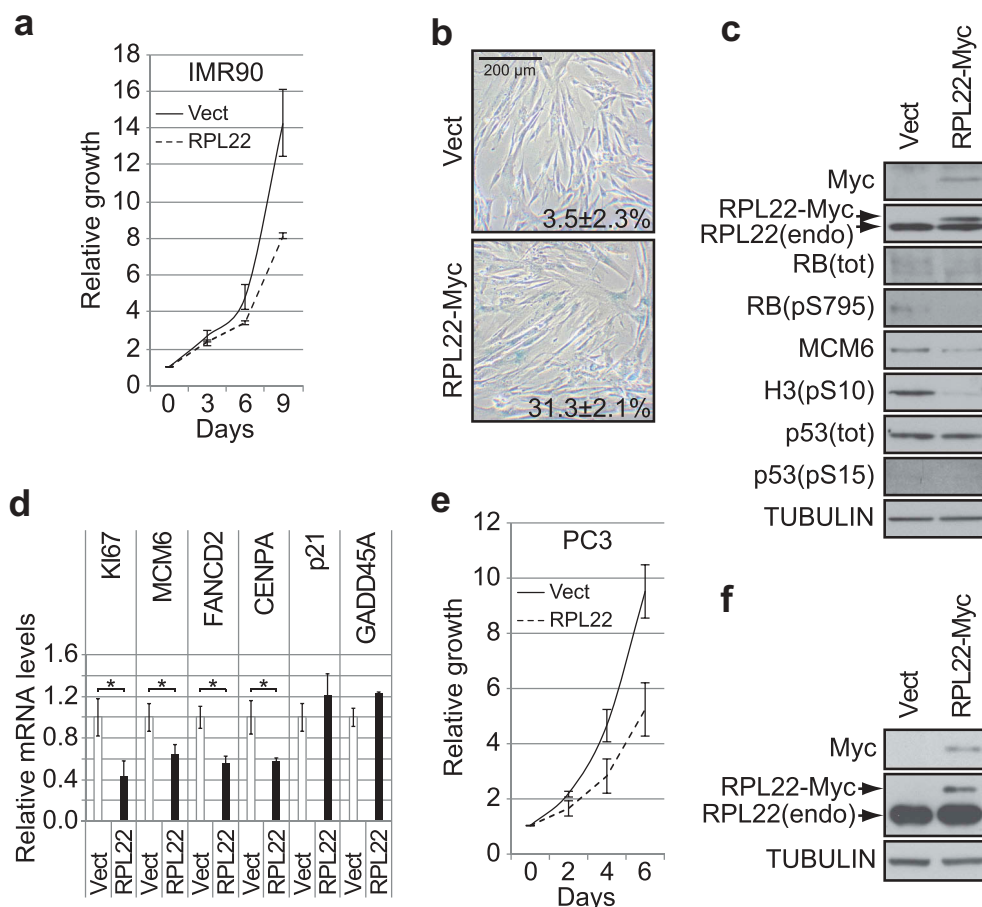 a
IMR90
Vect
RPL22
Relative growth
18
16
14
12
10
8
6
4
2
0
0 3 6 9
Days
b
200 µm
Vect
3.5±2.3%
RPL22-Myc
31.3±2.1%
c
Vect
RPL22-Myc
Myc
RPL22-Myc
RPL22(endo)
RB(tot)
RB(pS795)
MCM6
H3(pS10)
p53(tot)
p53(pS15)
TUBULIN
d
KI67 MCM6 FANCD2 CENPA p21 GADD45A
Relative mRNA levels
1.6
1.2
0.8
0.4
0.0
* * * *
Vect RPL22 Vect RPL22 Vect RPL22 Vect RPL22 Vect RPL22 Vect RPL22
e
PC3
Vect
RPL22
Relative growth
12
10
8
6
4
2
0
0 2 4 6
Days
f
Vect
RPL22-Myc
Myc
RPL22-Myc
RPL22(endo)
TUBULIN